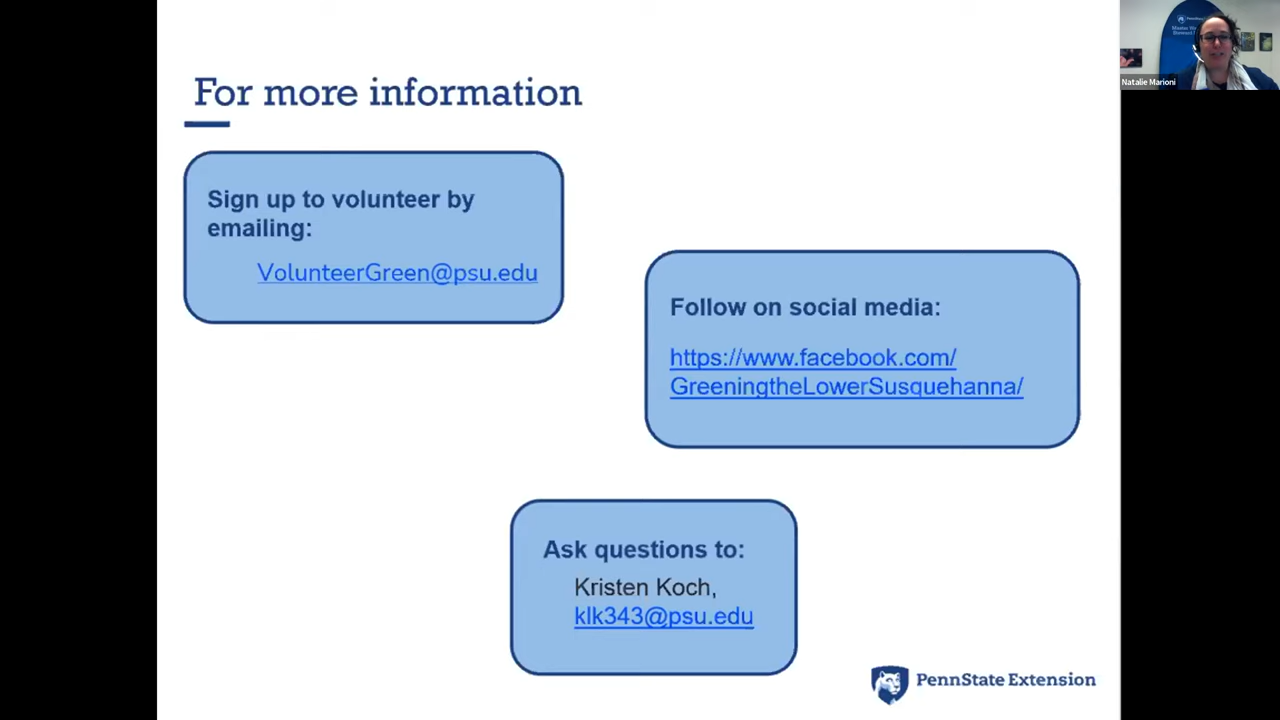 For more information
Sign up to volunteer by
emailing:
VolunteerGreen@psu.edu
Follow on social media:
https://www.facebook.com/
GreeningtheLowerSusquehanna/
Ask questions to:
Kristen Koch,
klk343@psu.edu
PennState Extension
Natalie Marioni